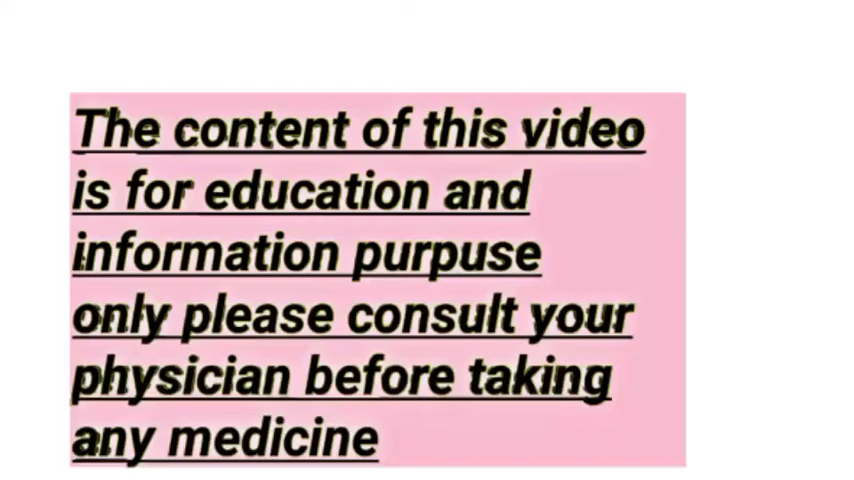 The content of this video
is for education and
information purpuse
only please consult your
physician before taking
any medicine